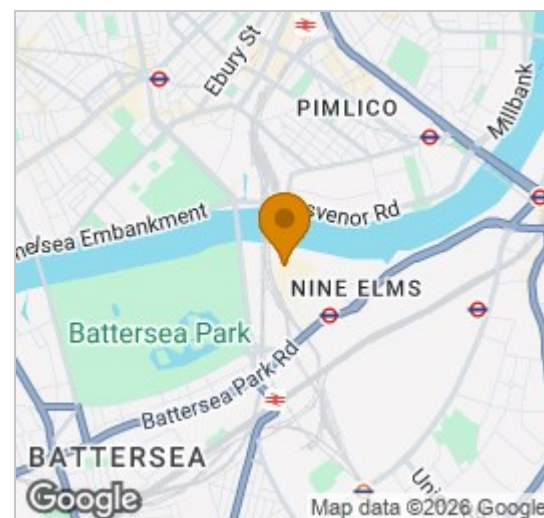 Ebury St
PIMLICO
Millbank
svenor Rd
sea Embankment
NINE ELMS
Battersea Park
Battersea Park Rd
BATTERSEA
Google
Map data ©2026 Google